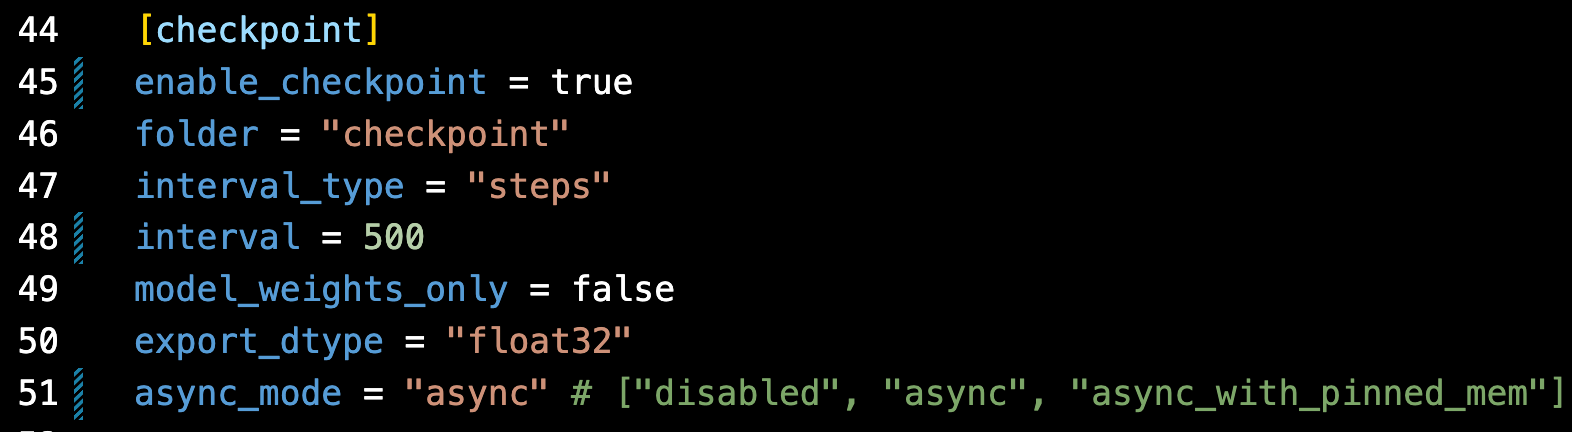 44 [checkpoint]
45 enable_checkpoint = true
46 folder = "checkpoint"
47 interval_type = "steps"
48 interval = 500
49 model_weights_only = false
50 export_dtype = "float32"
51 async_mode = "async" # ["disabled", "async", "async_with_pinned_mem"]